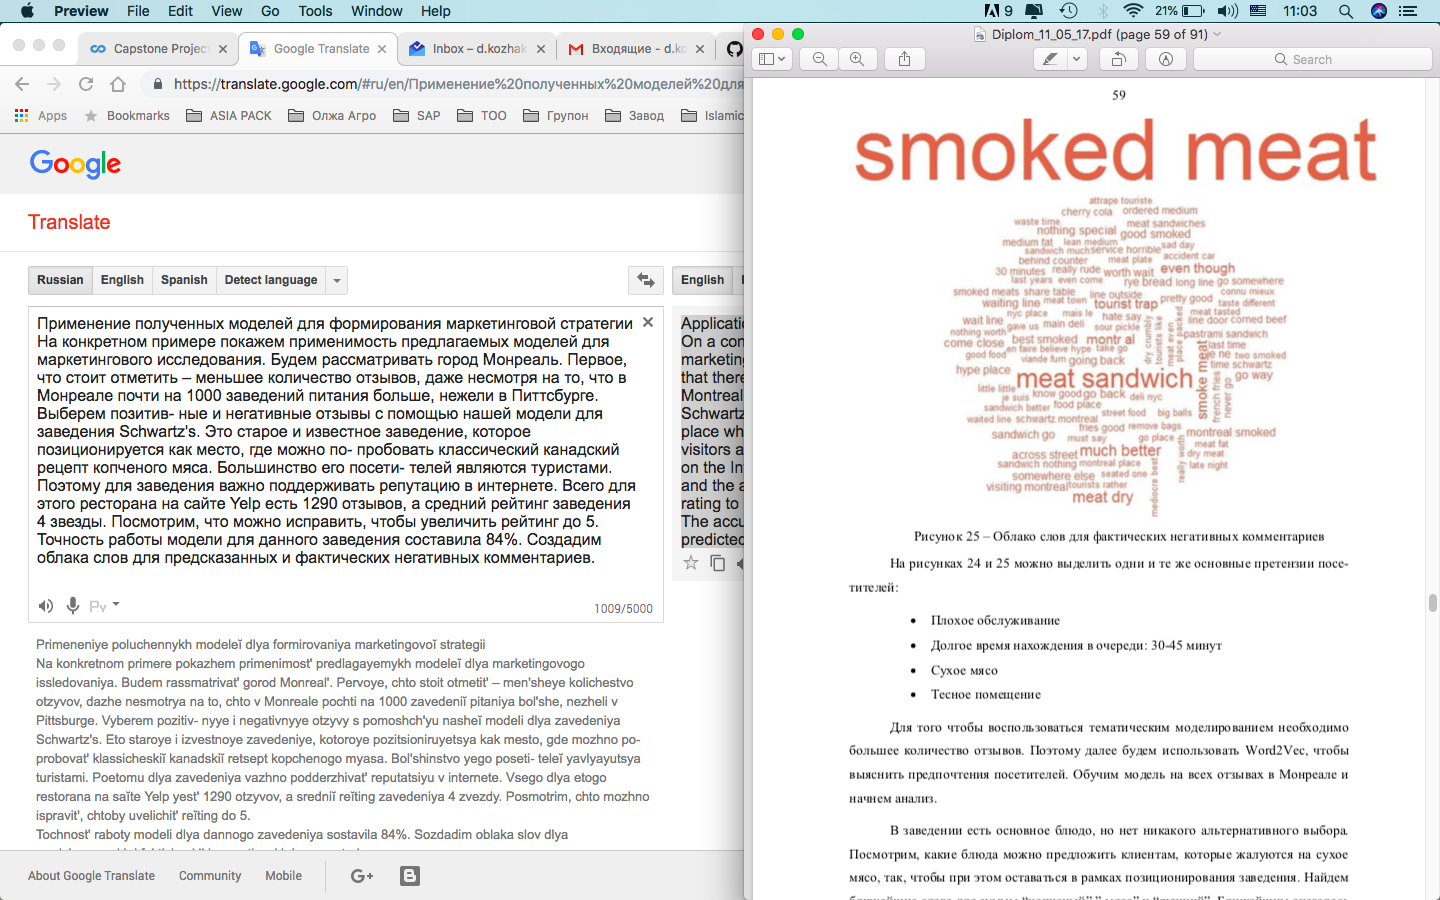 Preview File Edit View Go Tools Window Help
9 21% 11:03
Capstone Projec
Google Translate
Inbox – d.kozhak
Входящие - d.ko
https://translate.google.com/#ru/en/Применение%20полученных%20моделей%20для
Apps Bookmarks ASIA PACK Олжа Агро SAP ТОО Групон Завод Islamic
Google
Translate
Russian English Spanish Detect language
Применение полученных моделей для формирования маркетинговой стратегии
На конкретном примере покажем применимость предлагаемых моделей для
маркетингового исследования. Будем рассматривать город Монреаль. Первое,
что стоит отметить – меньшее количество отзывов, даже несмотря на то, что в
Монреале почти на 1000 заведений питания больше, нежели в Питтсбурге.
Выберем позитив- ные и негативные отзывы с помощью нашей модели для
заведения Schwartz's. Это старое и известное заведение, которое
позиционируется как место, где можно по- пробовать классический канадский
рецепт копченого мяса. Большинство его посети- телей являются туристами.
Поэтому для заведения важно поддерживать репутацию в интернете. Всего для
этого ресторана на сайте Yelp есть 1290 отзывов, а средний рейтинг заведения
4 звезды. Посмотрим, что можно исправить, чтобы увеличить рейтинг до 5.
Точность работы модели для данного заведения составила 84%. Создадим
облака слов для предсказанных и фактических негативных комментариев.
1009/5000
Primeneniye poluchennykh modeleĭ dlya formirovaniya marketingovoĭ strategii
Na konkretnom primere pokazhem primenimost' predlagayemykh modeleĭ dlya marketingovogo
issledovaniya. Budem rassmatrivat' gorod Monreal'. Pervoye, chto stoit otmetit' – men'sheye kolichestvo
otzyvov, dazhe nesmotrya na to, chto v Monreale pochti na 1000 zavedeniĭ pitaniya bol'she, nezheli v
Pittsburge. Vyberem pozitiv- nyye i negativnyye otzyvy s pomoshch'yu nasheĭ modeli dlya zavedeniya
Schwartz's. Eto staroye i izvestnoye zavedeniye, kotoroye pozitsioniruyetsya kak mesto, gde mozhno po-
probovat' klassicheskiĭ kanadskiĭ retsept kopchenogo myasa. Bol'shinstvo yego poseti- teleĭ yavlyayutsya
turistami. Poetomu dlya zavedeniya vazhno podderzhivat' reputatsiyu v internete. Vsego dlya etogo
restorana na saĭte Yelp yest' 1290 otzyvov, a sredniĭ reĭting zavedeniya 4 zvezdy. Posmotrim, chto mozhno
ispravit', chtoby uvelichit' reĭting do 5.
Tochnost' raboty modeli dlya dannogo zavedeniya sostavila 84%. Sozdadim oblaka slov dlya
About Google Translate Community Mobile
English
Applicatio
On a con
marketing
that there
Montreal
Schwartz
place wh
visitors a
on the In
and the a
rating to
The accu
predicted
Diplom_11_05_17.pdf (page 59 of 91)
Search
59
smoked meat
attrape touriste
cherry cola ordered medium
waste time meat sandwiches
nothing special good smoked
medium fat lean medium
sandwich much service horrible sad day
behind counter meat plate accident car
30 minutes really rude worth wait even though
last years even come rye bread long line go somewhere
smoked meats share table line outside connu mieux
waiting line meat town tourist trap pretty good taste different
nyc place mais le hate say meat tasted
wait line gave us main deli sour pickle line door corned beef
nothing worth pastrami sandwich
come close best smoked montr al last time
good food en faire believe hype take go je ne two smoked
viande fum going back time schwartz
hype place meat sandwich go way
little little
je suis know good go back deli nyc
sandwich better food place
waited line schwartz montreal street food big balls
fries good remove bags
sandwich go must say go place montreal smoked
meat fat
across street much better dry meat
sandwich nothing montreal place late night
somewhere else seated one
visiting montreal tourists rather
meat dry
dry crumbly
tourists like
meat even
place packed
smoke meat
french fries
never go
really worth
mediocre best
Рисунок 25 – Облако слов для фактических негативных комментариев
На рисунках 24 и 25 можно выделить одни и те же основные претензии посе-
тителей:
• Плохое обслуживание
• Долгое время нахождения в очереди: 30-45 минут
• Сухое мясо
• Тесное помещение
Для того чтобы воспользоваться тематическим моделированием необходимо
большее количество отзывов. Поэтому далее будем использовать Word2Vec, чтобы
выяснить предпочтения посетителей. Обучим модель на всех отзывах в Монреале и
начнем анализ.
В заведении есть основное блюдо, но нет никакого альтернативного выбора.
Посмотрим, какие блюда можно предложить клиентам, которые жалуются на сухое
мясо, так, чтобы при этом оставаться в рамках позиционирования заведения. Найдем